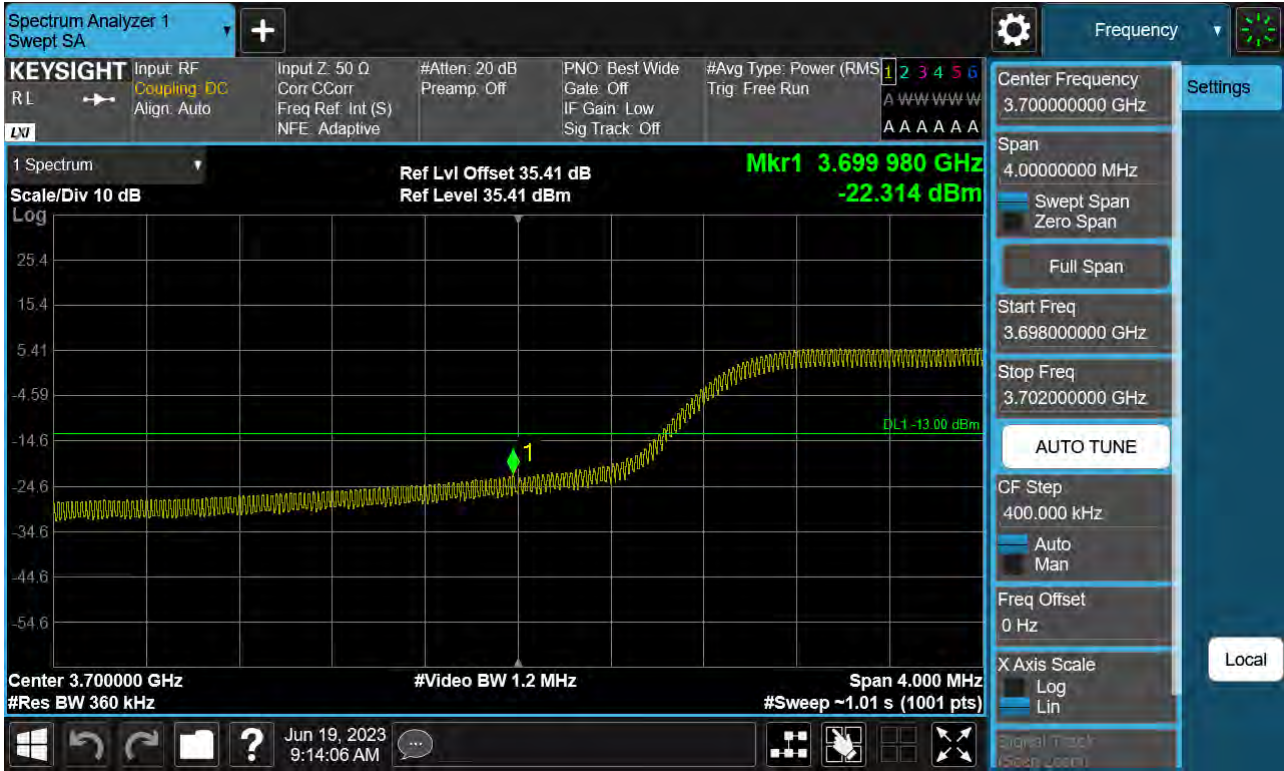 Spectrum Analyzer 1
Swept SA
Frequency
KEYSIGHT
RL
LXI
Input: RF
Coupling: DC
Align: Auto
Input Z: 50 Ω
Corr CCorr
Freq Ref: Int (S)
NFE: Adaptive
#Atten: 20 dB
Preamp: Off
PNO: Best Wide
Gate: Off
IF Gain: Low
Sig Track: Off
#Avg Type: Power (RMS
Trig: Free Run
1 2 3 4 5 6
A W W W W W
A A A A A A
1 Spectrum
Scale/Div 10 dB
Log
Ref Lvl Offset 35.41 dB
Ref Level 35.41 dBm
Mkr1 3.699 980 GHz
-22.314 dBm
25.4
15.4
5.41
-4.59
-14.6
-24.6
-34.6
-44.6
-54.6
DL1 -13.00 dBm
1
Center 3.700000 GHz
#Res BW 360 kHz
#Video BW 1.2 MHz
Span 4.000 MHz
#Sweep ~1.01 s (1001 pts)
Jun 19, 2023
9:14:06 AM
Center Frequency
3.700000000 GHz
Settings
Span
4.00000000 MHz
Swept Span
Zero Span
Full Span
Start Freq
3.698000000 GHz
Stop Freq
3.702000000 GHz
AUTO TUNE
CF Step
400.000 kHz
Auto
Man
Freq Offset
0 Hz
X Axis Scale
Log
Lin
Local
Signal Track
(Span Zoom)